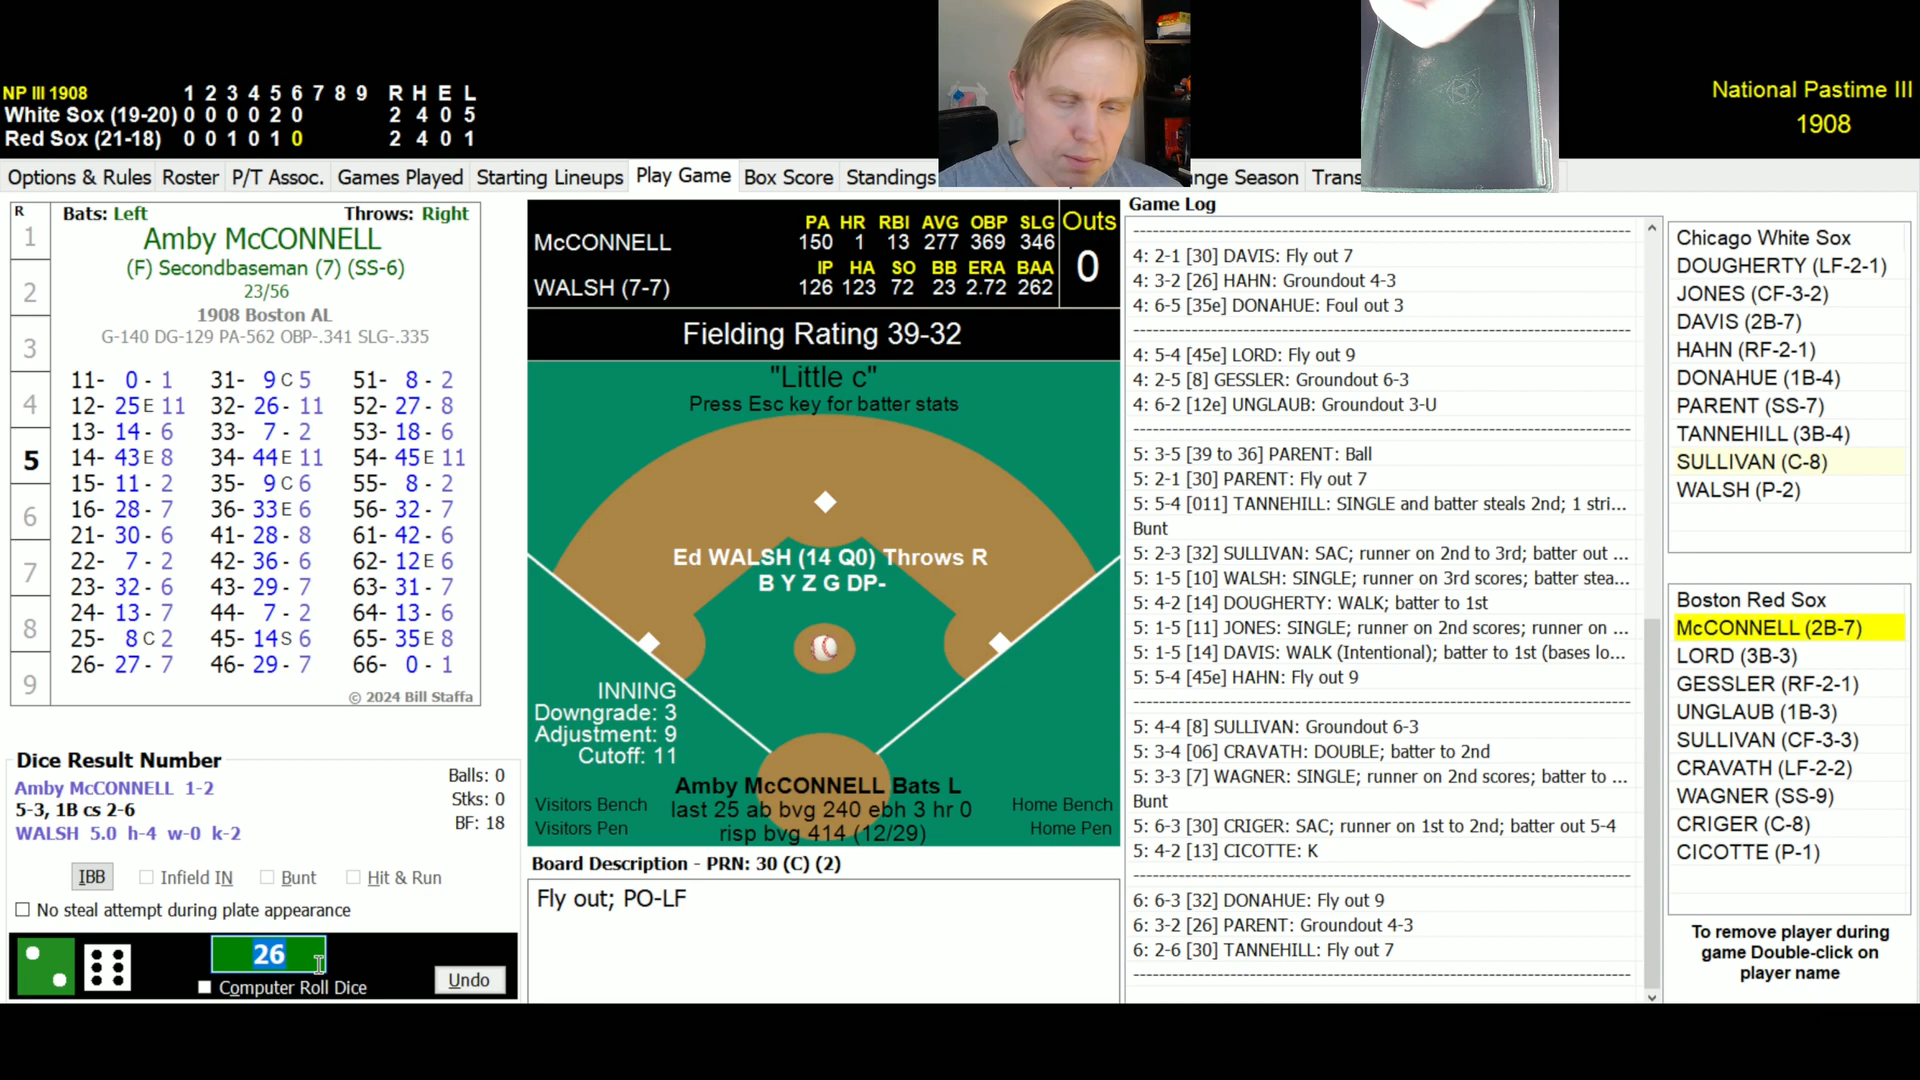 NP III 1908 1 2 3 4 5 6 7 8 9 R H E L
White Sox (19-20) 0 0 0 0 2 0 2 4 0 5
Red Sox (21-18) 0 0 1 0 1 0 2 4 0 1
National Pastime III
1908
Options & Rules Roster P/T Assoc. Games Played Starting Lineups Play Game Box Score Standings nge Season Trans
R
1
2
3
4
5
6
7
8
9
Bats: Left Throws: Right
Amby McCONNELL
(F) Secondbaseman (7) (SS-6)
23/56
1908 Boston AL
G-140 DG-129 PA-562 OBP-.341 SLG-.335
11- 0 - 1 31- 9 C 5 51- 8 - 2
12- 25 E 11 32- 26 - 11 52- 27 - 8
13- 14 - 6 33- 7 - 2 53- 18 - 6
14- 43 E 8 34- 44 E 11 54- 45 E 11
15- 11 - 2 35- 9 C 6 55- 8 - 2
16- 28 - 7 36- 33 E 6 56- 32 - 7
21- 30 - 6 41- 28 - 8 61- 42 - 6
22- 7 - 2 42- 36 - 6 62- 12 E 6
23- 32 - 6 43- 29 - 7 63- 31 - 7
24- 13 - 7 44- 7 - 2 64- 13 - 6
25- 8 C 2 45- 14 S 6 65- 35 E 8
26- 27 - 7 46- 29 - 7 66- 0 - 1
© 2024 Bill Staffa
Dice Result Number
Amby McCONNELL 1-2
5-3, 1B cs 2-6
WALSH 5.0 h-4 w-0 k-2
Balls: 0
Stks: 0
BF: 18
IBB Infield IN Bunt Hit & Run
No steal attempt during plate appearance
26
Computer Roll Dice
Undo
PA HR RBI AVG OBP SLG
McCONNELL 150 1 13 277 369 346
IP HA SO BB ERA BAA
WALSH (7-7) 126 123 72 23 2.72 262
Outs
0
Fielding Rating 39-32
"Little c"
Press Esc key for batter stats
Ed WALSH (14 Q0) Throws R
B Y Z G DP-
INNING
Downgrade: 3
Adjustment: 9
Cutoff: 11
Amby McCONNELL Bats L
last 25 ab bvg 240 ebh 3 hr 0
risp bvg 414 (12/29)
Visitors Bench
Visitors Pen
Home Bench
Home Pen
Board Description - PRN: 30 (C) (2)
Fly out; PO-LF
Game Log
4: 2-1 [30] DAVIS: Fly out 7
4: 3-2 [26] HAHN: Groundout 4-3
4: 6-5 [35e] DONAHUE: Foul out 3
4: 5-4 [45e] LORD: Fly out 9
4: 2-5 [8] GESSLER: Groundout 6-3
4: 6-2 [12e] UNGLAUB: Groundout 3-U
5: 3-5 [39 to 36] PARENT: Ball
5: 2-1 [30] PARENT: Fly out 7
5: 5-4 [011] TANNEHILL: SINGLE and batter steals 2nd; 1 stri...
Bunt
5: 2-3 [32] SULLIVAN: SAC; runner on 2nd to 3rd; batter out ...
5: 1-5 [10] WALSH: SINGLE; runner on 3rd scores; batter stea...
5: 4-2 [14] DOUGHERTY: WALK; batter to 1st
5: 1-5 [11] JONES: SINGLE; runner on 2nd scores; runner on ...
5: 1-5 [14] DAVIS: WALK (Intentional); batter to 1st (bases lo...
5: 5-4 [45e] HAHN: Fly out 9
5: 4-4 [8] SULLIVAN: Groundout 6-3
5: 3-4 [06] CRAVATH: DOUBLE; batter to 2nd
5: 3-3 [7] WAGNER: SINGLE; runner on 2nd scores; batter to ...
Bunt
5: 6-3 [30] CRIGER: SAC; runner on 1st to 2nd; batter out 5-4
5: 4-2 [13] CICOTTE: K
6: 6-3 [32] DONAHUE: Fly out 9
6: 3-2 [26] PARENT: Groundout 4-3
6: 2-6 [30] TANNEHILL: Fly out 7
Chicago White Sox
DOUGHERTY (LF-2-1)
JONES (CF-3-2)
DAVIS (2B-7)
HAHN (RF-2-1)
DONAHUE (1B-4)
PARENT (SS-7)
TANNEHILL (3B-4)
SULLIVAN (C-8)
WALSH (P-2)
Boston Red Sox
McCONNELL (2B-7)
LORD (3B-3)
GESSLER (RF-2-1)
UNGLAUB (1B-3)
SULLIVAN (CF-3-3)
CRAVATH (LF-2-2)
WAGNER (SS-9)
CRIGER (C-8)
CICOTTE (P-1)
To remove player during
game Double-click on
player name